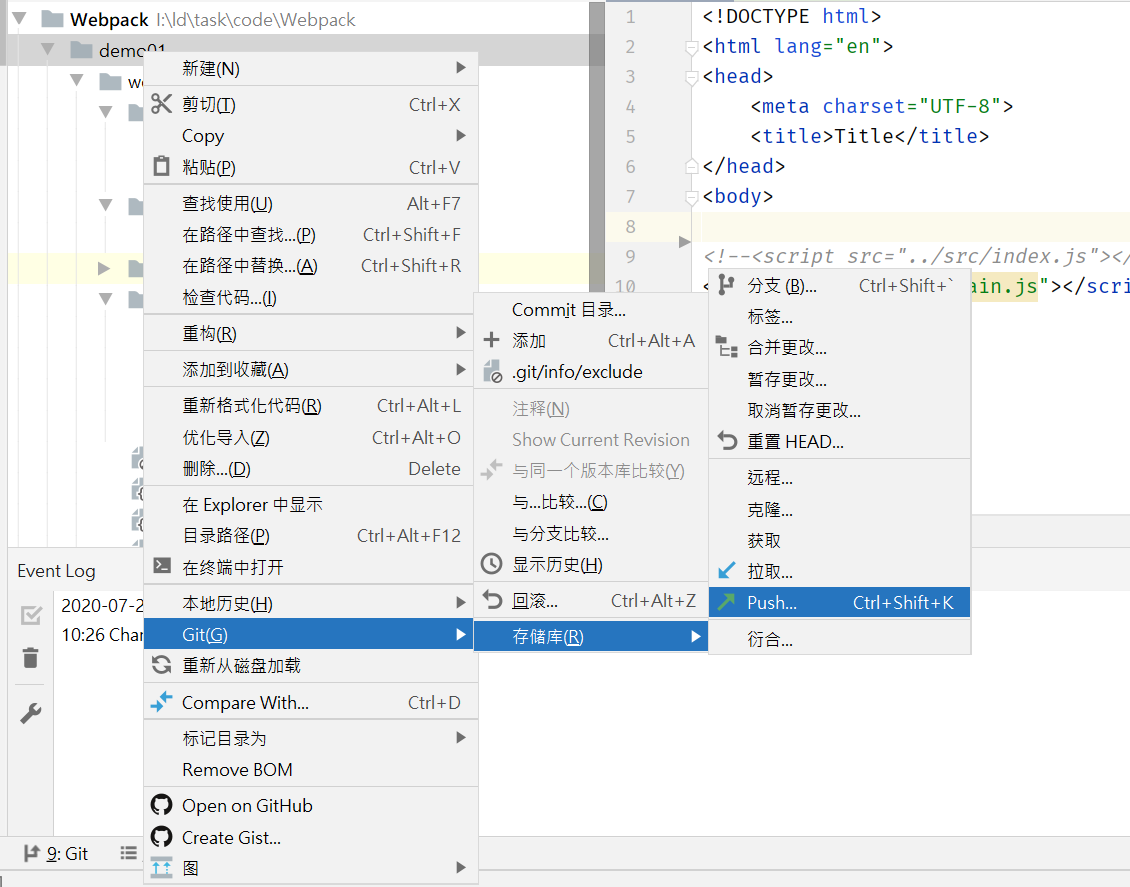 Webpack I:\ld\task\code\Webpack
demo01
新建(N)
剪切(T) Ctrl+X
Copy
粘贴(P) Ctrl+V
查找使用(U) Alt+F7
在路径中查找...(P) Ctrl+Shift+F
在路径中替换...(A) Ctrl+Shift+R
检查代码...(I)
重构(R)
添加到收藏(A)
重新格式化代码(R) Ctrl+Alt+L
优化导入(Z) Ctrl+Alt+O
删除...(D) Delete
在 Explorer 中显示
目录路径(P) Ctrl+Alt+F12
在终端中打开
本地历史(H)
Git(G)
重新从磁盘加载
Compare With... Ctrl+D
标记目录为
Remove BOM
Open on GitHub
Create Gist...
图
Commit 目录...
添加 Ctrl+Alt+A
.git/info/exclude
注释(N)
Show Current Revision
与同一个版本库比较(Y)
与...比较...(C)
与分支比较...
显示历史(H)
回滚... Ctrl+Alt+Z
存储库(R)
分支 (B)... Ctrl+Shift+`
标签...
合并更改...
暂存更改...
取消暂存更改...
重置 HEAD...
远程...
克隆...
获取
拉取...
Push... Ctrl+Shift+K
衍合...
1 <!DOCTYPE html>
2 <html lang="en">
3 <head>
4 <meta charset="UTF-8">
5 <title>Title</title>
6 </head>
7 <body>
8
9 <!--<script src="../src/index.js"></
10 ain.js"></scri
Event Log
2020-07-2
10:26 Char
9: Git